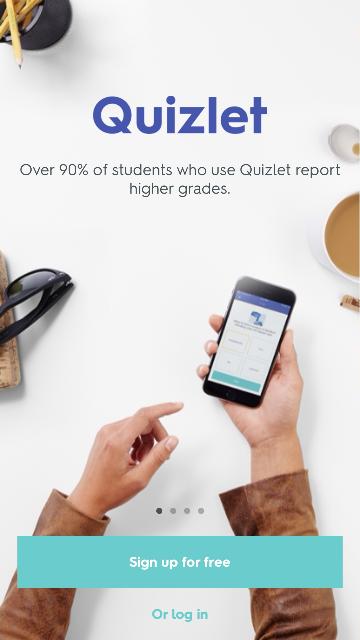 Quizlet
Over 90% of students who use Quizlet report
higher grades.
Sign up for free
Or log in